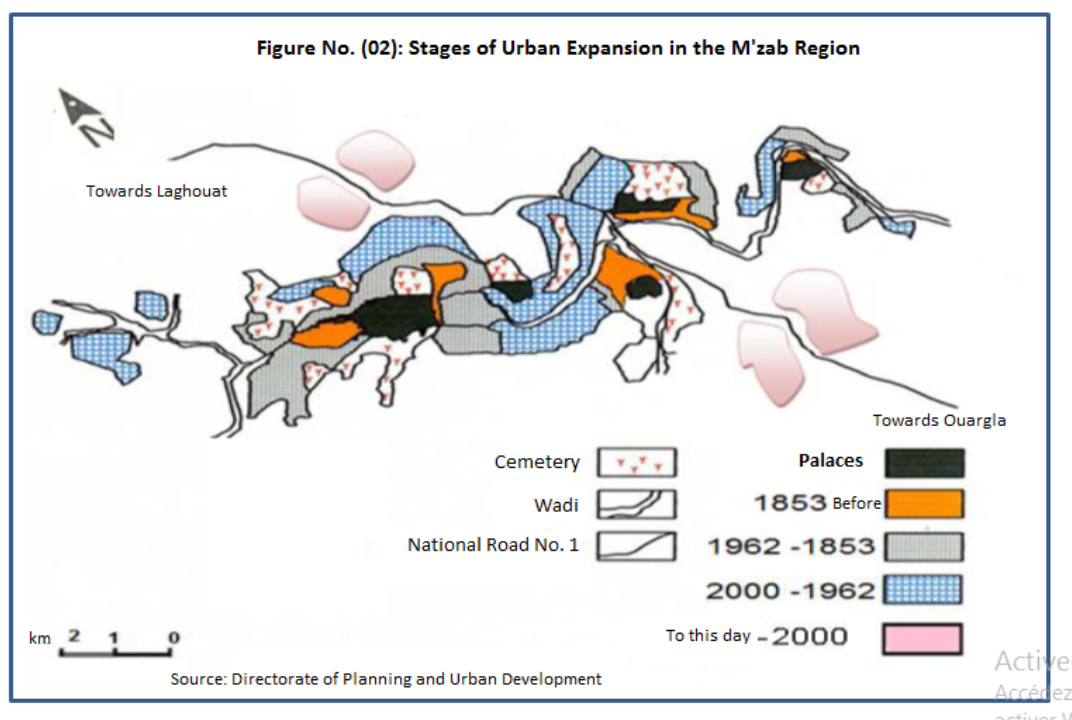 Figure No. (02): Stages of Urban Expansion in the M'zab Region
N
Towards Laghouat
Towards Ouargla
Cemetery
Wadi
National Road No. 1
Palaces
1853 Before
1962 -1853
2000 -1962
To this day -2000
km 2 1 0
Source: Directorate of Planning and Urban Development
Active
Accédez
activer W